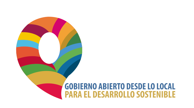 GOBIERNO ABIERTO DESDE LO LOCAL
PARA EL DESARROLLO SOSTENIBLE